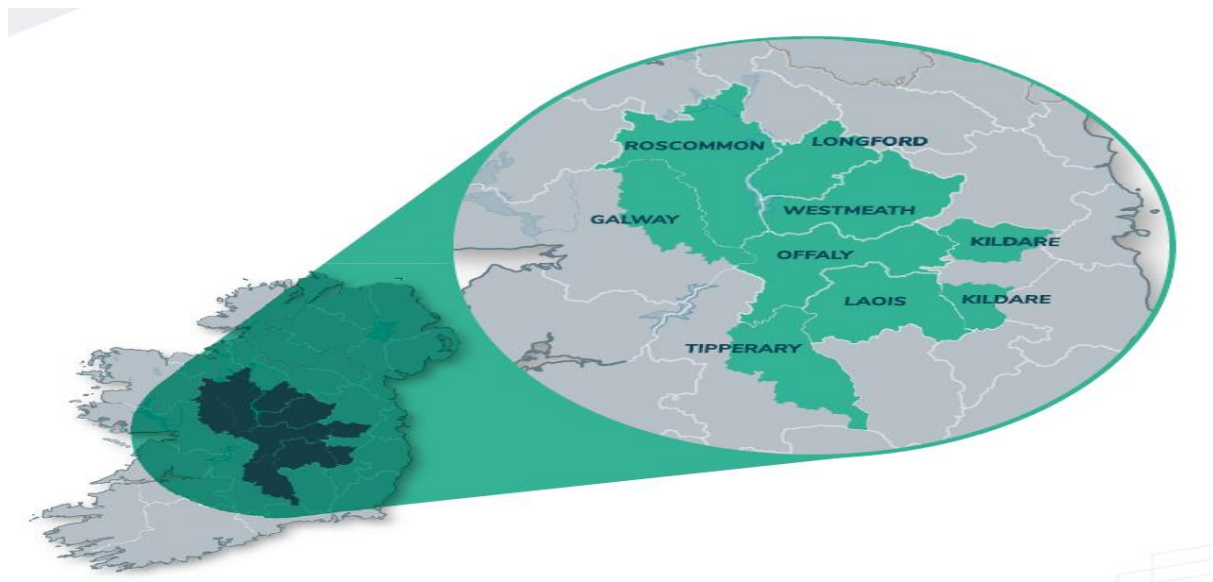 ROSCOMMON
LONGFORD
GALWAY
WESTMEATH
OFFALY
KILDARE
LAOIS
KILDARE
TIPPERARY